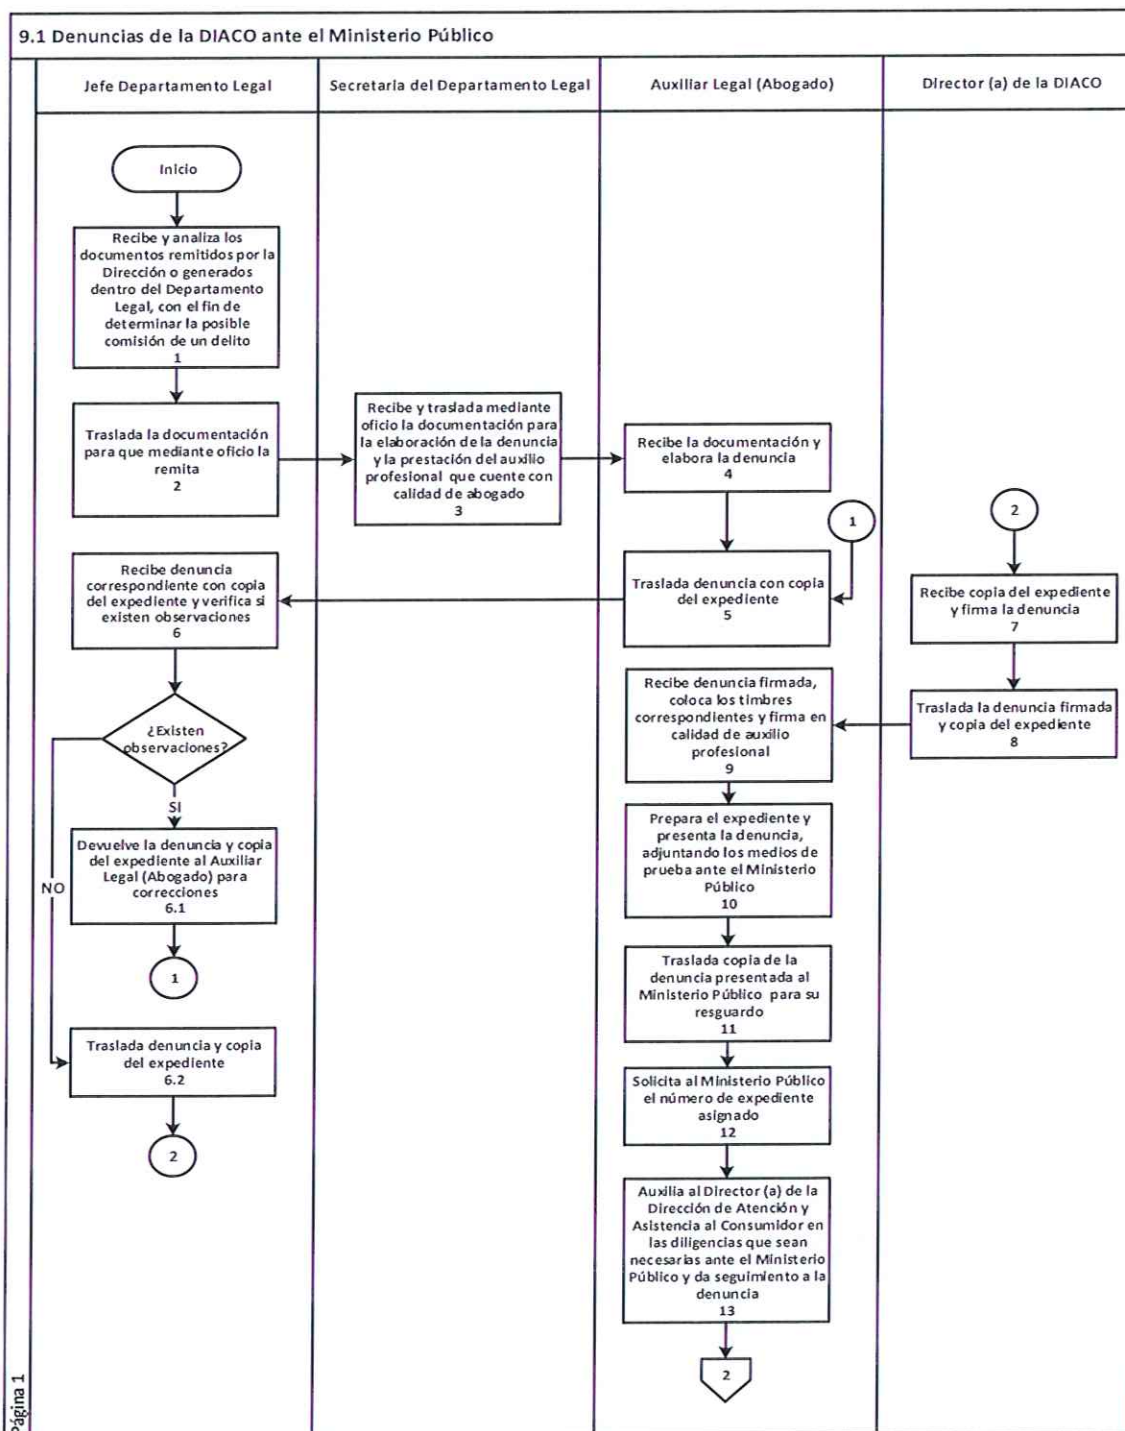 9.1 Denuncias de la DIACO ante el Ministerio Público
Jefe Departamento Legal
Secretaria del Departamento Legal
Auxiliar Legal (Abogado)
Director (a) de la DIACO
Inicio
Recibe y analiza los
documentos remitidos por la
Dirección o generados
dentro del Departamento
Legal, con el fin de
determinar la posible
comisión de un delito
1
Traslada la documentación
para que mediante oficio la
remita
2
Recibe y traslada mediante
oficio la documentación para
la elaboración de la denuncia
y la prestación del auxilio
profesional que cuente con
calidad de abogado
3
Recibe la documentación y
elabora la denuncia
4
1
Traslada denuncia con copia
del expediente
5
Recibe denuncia
correspondiente con copia
del expediente y verifica si
existen observaciones
6
¿Existen
observaciones?
SI
NO
Devuelve la denuncia y copia
del expediente al Auxiliar
Legal (Abogado) para
correcciones
6.1
1
Traslada denuncia y copia
del expediente
6.2
2
2
Recibe copia del expediente
y firma la denuncia
7
Traslada la denuncia firmada
y copia del expediente
8
Recibe denuncia firmada,
coloca los timbres
correspondientes y firma en
calidad de auxilio
profesional
9
Prepara el expediente y
presenta la denuncia,
adjuntando los medios de
prueba ante el Ministerio
Público
10
Traslada copia de la
denuncia presentada al
Ministerio Público para su
resguardo
11
Solicita al Ministerio Público
el número de expediente
asignado
12
Auxilia al Director (a) de la
Dirección de Atención y
Asistencia al Consumidor en
las diligencias que sean
necesarias ante el Ministerio
Público y da seguimiento a la
denuncia
13
2
Página 1